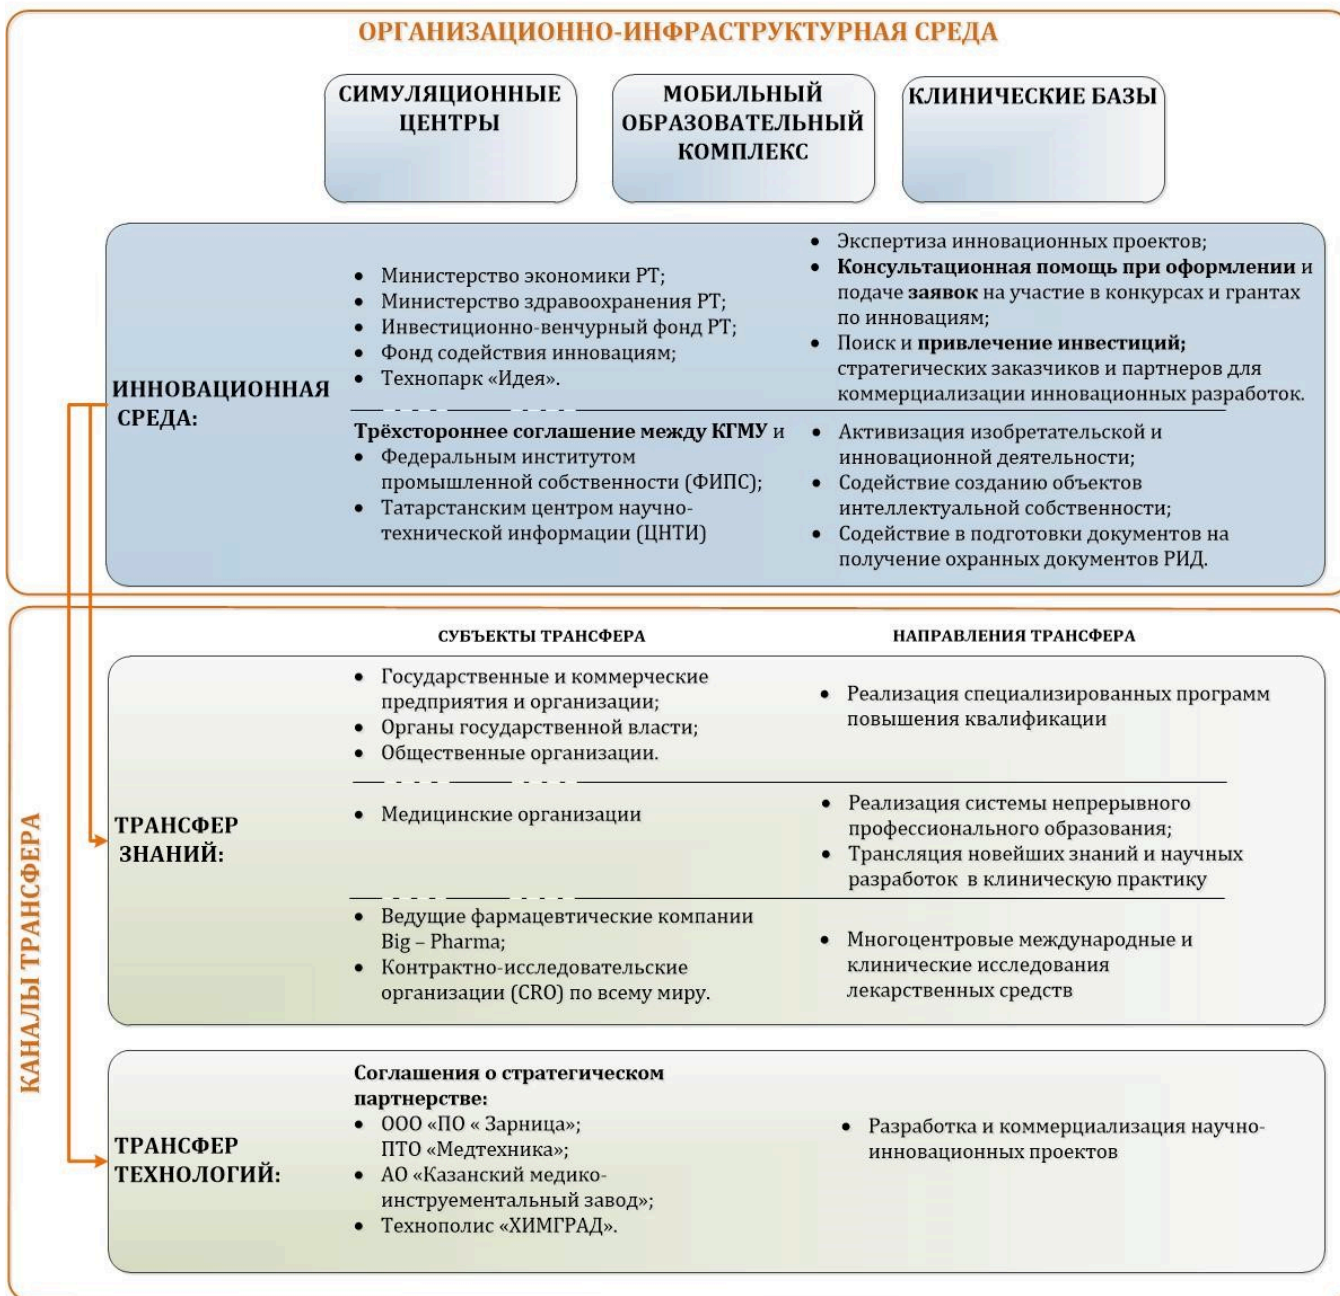 ОРГАНИЗАЦИОННО-ИНФРАСТРУКТУРНАЯ СРЕДА
СИМУЛЯЦИОННЫЕ
ЦЕНТРЫ
МОБИЛЬНЫЙ
ОБРАЗОВАТЕЛЬНЫЙ
КОМПЛЕКС
КЛИНИЧЕСКИЕ БАЗЫ
ИННОВАЦИОННАЯ
СРЕДА:
• Министерство экономики РТ;
• Министерство здравоохранения РТ;
• Инвестиционно-венчурный фонд РТ;
• Фонд содействия инновациям;
• Технопарк «Идея».
• Экспертиза инновационных проектов;
• Консультационная помощь при оформлении и
подаче заявок на участие в конкурсах и грантах
по инновациям;
• Поиск и привлечение инвестиций;
стратегических заказчиков и партнеров для
коммерциализации инновационных разработок.
Трёхстороннее соглашение между КГМУ и
• Федеральным институтом
промышленной собственности (ФИПС);
• Татарстанским центром научно-
технической информации (ЦНТИ)
• Активизация изобретательской и
инновационной деятельности;
• Содействие созданию объектов
интеллектуальной собственности;
• Содействие в подготовки документов на
получение охранных документов РИД.
КАНАЛЫ ТРАНСФЕРА
СУБЪЕКТЫ ТРАНСФЕРА
НАПРАВЛЕНИЯ ТРАНСФЕРА
ТРАНСФЕР
ЗНАНИЙ:
• Государственные и коммерческие
предприятия и организации;
• Органы государственной власти;
• Общественные организации.
• Реализация специализированных программ
повышения квалификации
• Медицинские организации
• Реализация системы непрерывного
профессионального образования;
• Трансляция новейших знаний и научных
разработок в клиническую практику
• Ведущие фармацевтические компании
Big – Pharma;
• Контрактно-исследовательские
организации (CRO) по всему миру.
• Многоцентровые международные и
клинические исследования
лекарственных средств
ТРАНСФЕР
ТЕХНОЛОГИЙ:
Соглашения о стратегическом
партнерстве:
• ООО «ПО « Зарница»;
ПТО «Медтехника»;
• АО «Казанский медико-
инструементальный завод»;
• Технополис «ХИМГРАД».
• Разработка и коммерциализация научно-
инновационных проектов